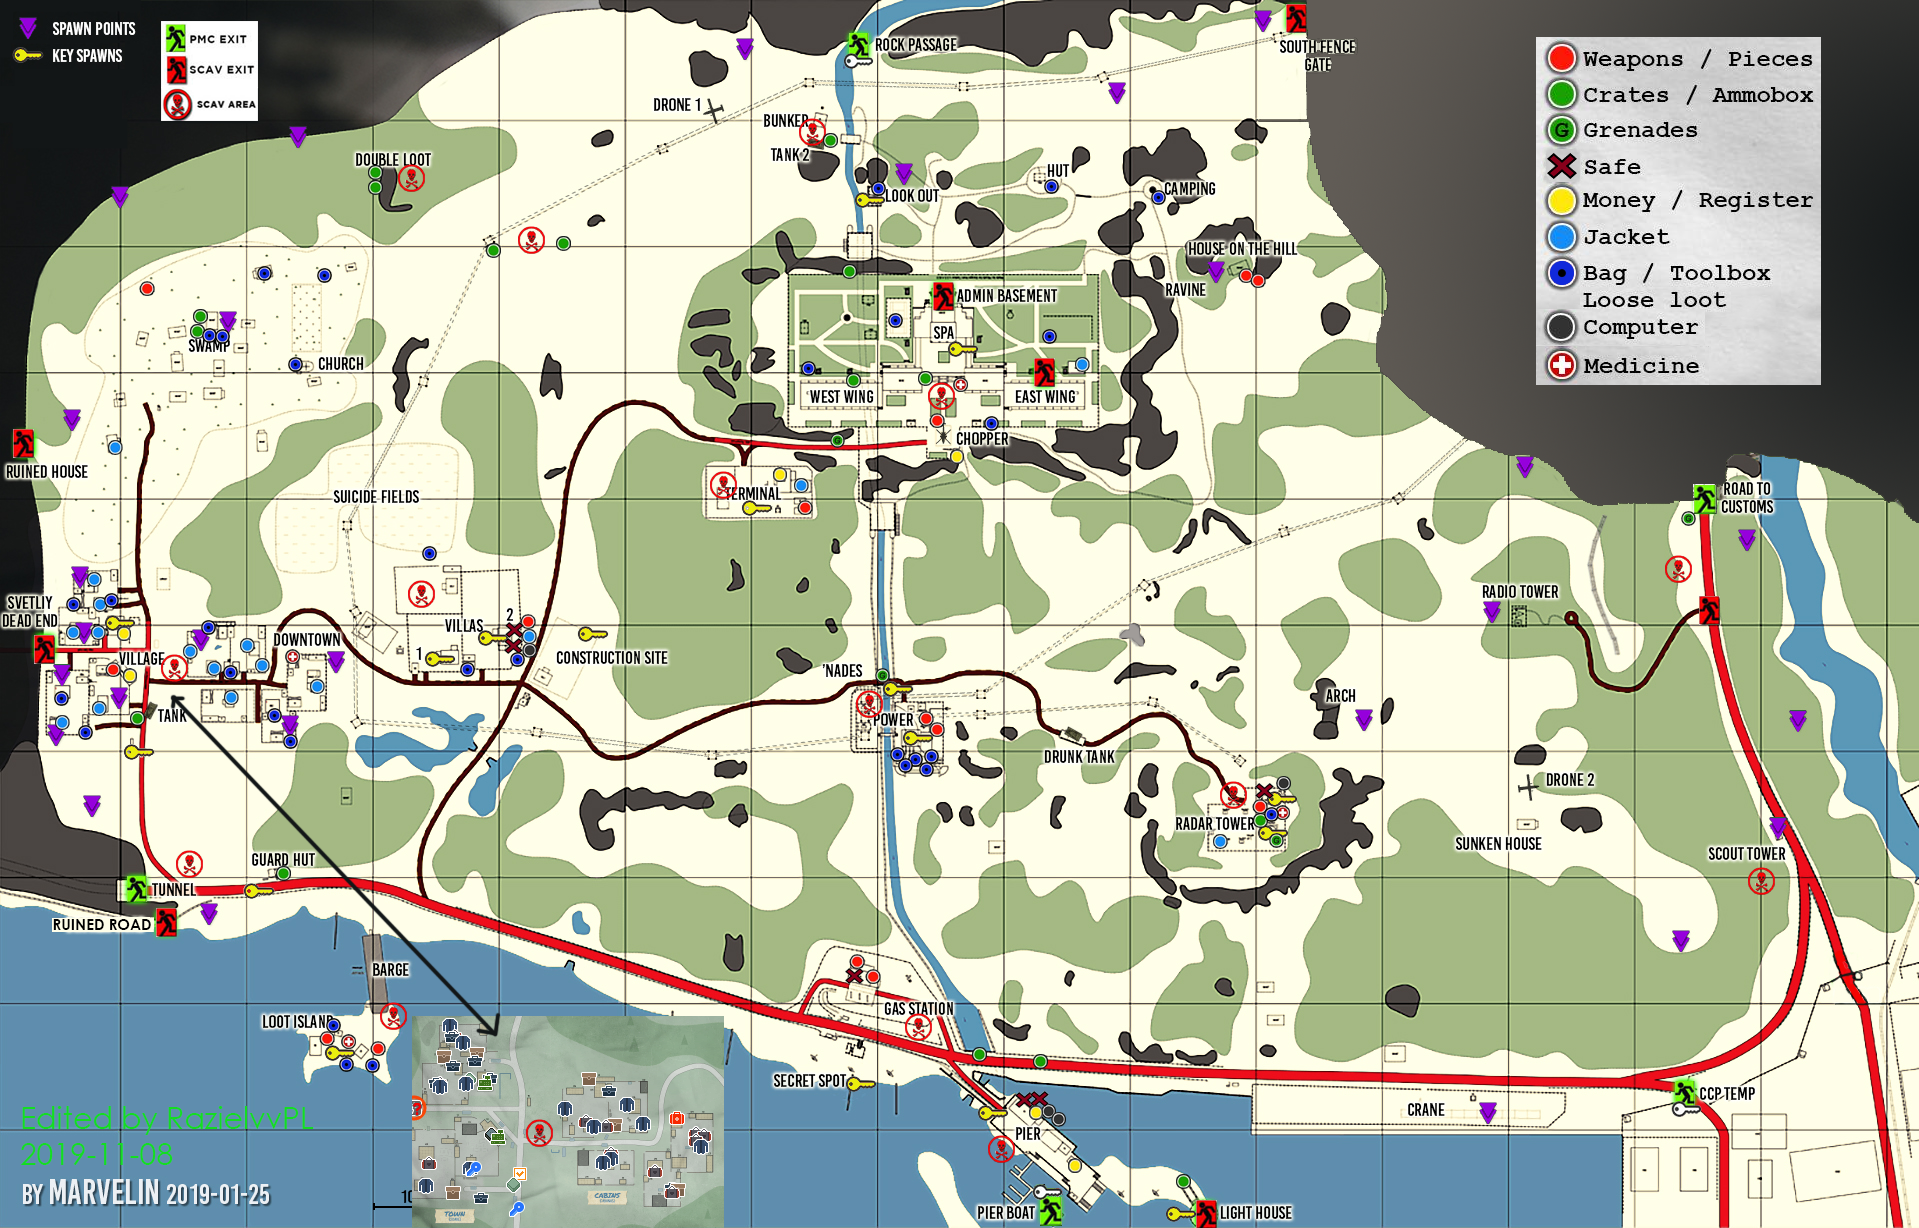 SPAWN POINTS
KEY SPAWNS
PMC EXIT
SCAV EXIT
SCAV AREA
Weapons / Pieces
Crates / Ammobox
G Grenades
Safe
Money / Register
Jacket
Bag / Toolbox
Loose loot
Computer
Medicine
ROCK PASSAGE
SOUTH FENCE
GATE
DRONE 1
BUNKER
TANK 2
DOUBLE LOOT
LOOK OUT
HUT
CAMPING
HOUSE ON THE HILL
RAVINE
ADMIN BASEMENT
SPA
SWAMP
CHURCH
WEST WING
EAST WING
CHOPPER
RUINED HOUSE
SUICIDE FIELDS
TERMINAL
ROAD TO
CUSTOMS
RADIO TOWER
SVETLIY
DEAD END
VILLAS
2
1
DOWNTOWN
VILLAGE
CONSTRUCTION SITE
'NADES
TANK
POWER
ARCH
DRUNK TANK
DRONE 2
RADAR TOWER
SUNKEN HOUSE
SCOUT TOWER
GUARD HUT
TUNNEL
RUINED ROAD
BARGE
LOOT ISLAND
GAS STATION
SECRET SPOT
CRANE
CCP TEMP
PIER
PIER BOAT
LIGHT HOUSE
Edited by RazielvvPL
2019-11-08
BY MARVELIN 2019-01-25
10
CABINS
TOWN